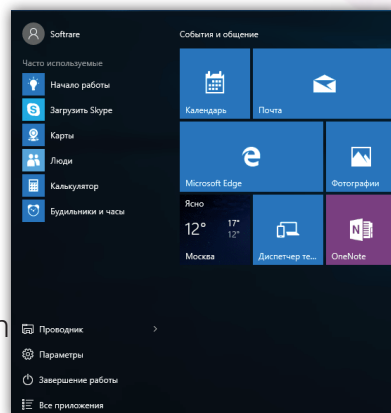 Softrare
Часто используемые
Начало работы
Загрузить Skype
Карты
Люди
Калькулятор
Будильники и часы
Проводник
Параметры
Завершение работы
Все приложения
События и общение
Календарь
Почта
Microsoft Edge
Фотографии
Ясно
12° 17°
12°
Москва
Диспетчер те...
OneNote